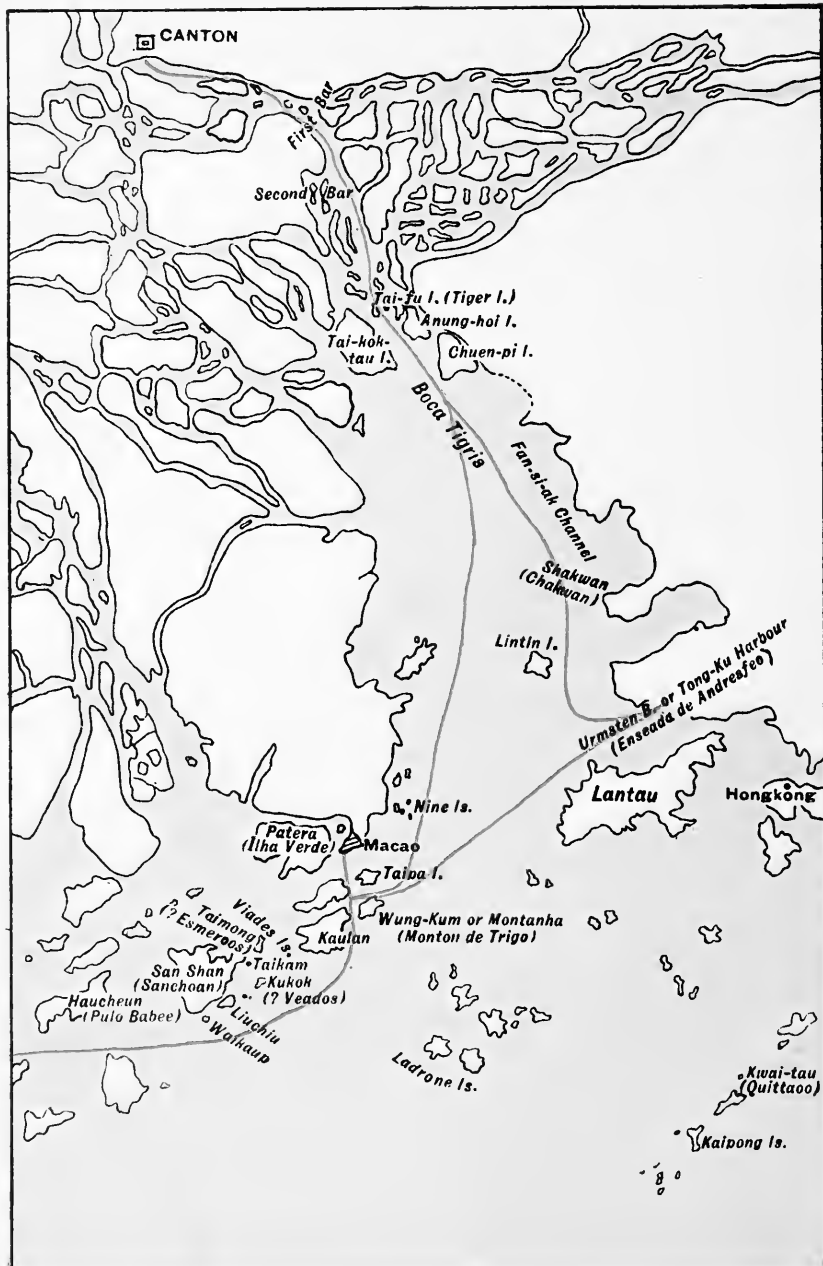 CANTON
First Bar
Second Bar
Tai-fu I. (Tiger I.)
Anung-hoi I.
Tai-kok-
tau I.
Chuen-pi I.
Boca Tigris
Fan-si-ak Channel
Shakwan
(Chakwan)
Lintin I.
Urmsten B. or Tong-Ku Harbour
(Enseada de Andresfeo)
Lantau
Hongkong
Nine Is.
Patera
(Ilha Verde)
Macao
Taipa I.
Wung-Kum or Montanha
(Monton de Trigo)
Kaulan
Viades Is.
Taimong
(? Esmeroos)
Taikam
San Shan
(Sanchoan)
Kukok
(? Veados)
Haucheun
(Pulo Babee)
Liuchiu
Waikaup
Ladrone Is.
Kwai-tau
(Quittaoo)
Kaipong Is.